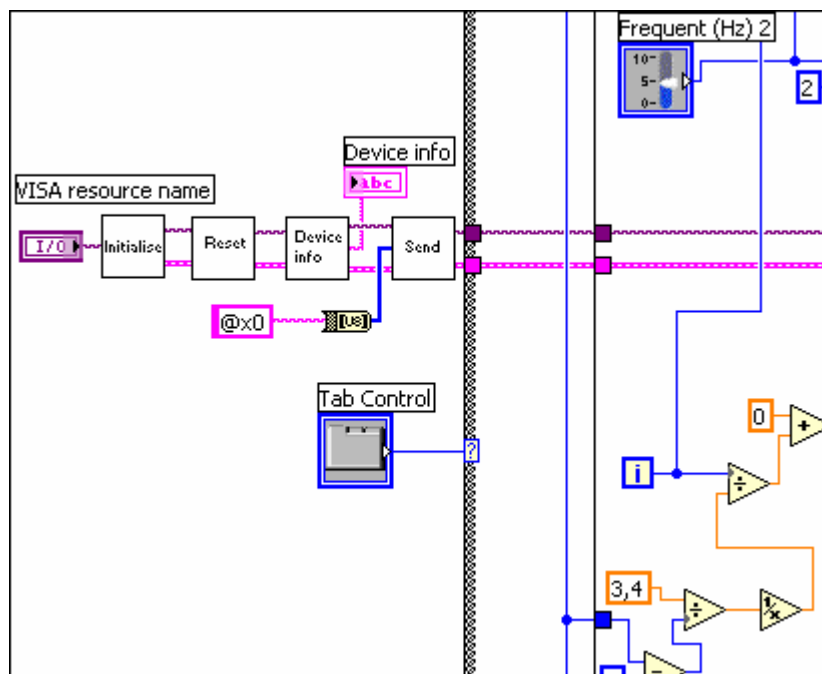 Frequent (Hz) 2
10
5
0
2
Device info
abc
VISA resource name
I/O
Initialise
Reset
Device
info
Send
@x0
[U8]
Tab Control
?
0
+
i
÷
3,4
÷
1/x